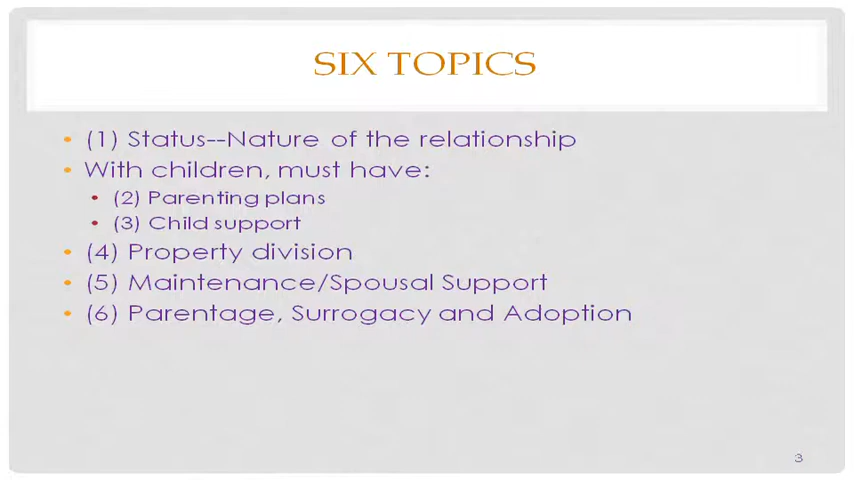 SIX TOPICS
• (1) Status--Nature of the relationship
• With children, must have:
• (2) Parenting plans
• (3) Child support
• (4) Property division
• (5) Maintenance/Spousal Support
• (6) Parentage, Surrogacy and Adoption
3